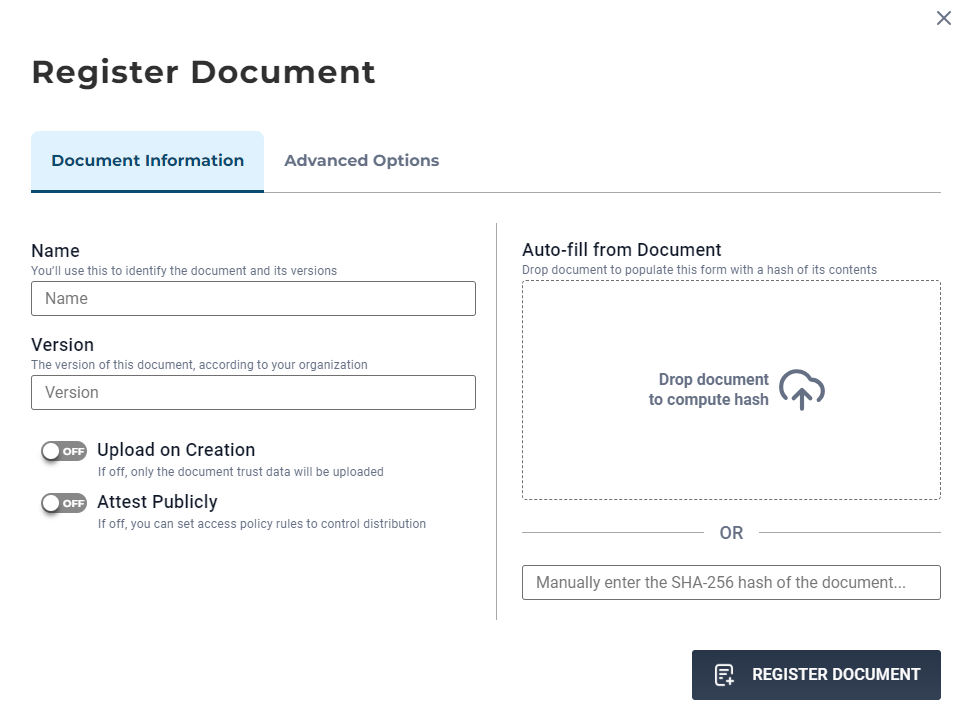 Register Document
Document Information
Advanced Options
Name
You'll use this to identify the document and its versions
Name
Version
The version of this document, according to your organization
Version
OFF Upload on Creation
If off, only the document trust data will be uploaded
OFF Attest Publicly
If off, you can set access policy rules to control distribution
Auto-fill from Document
Drop document to populate this form with a hash of its contents
Drop document
to compute hash
OR
Manually enter the SHA-256 hash of the document...
REGISTER DOCUMENT